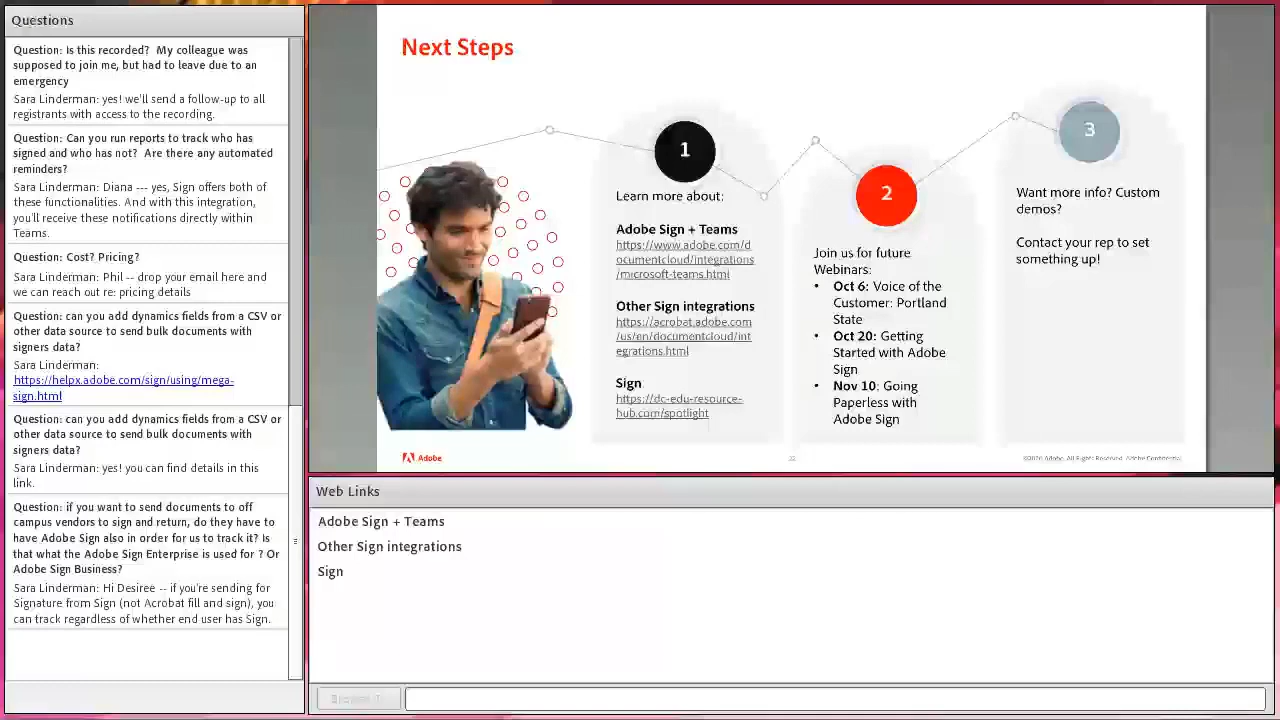 Questions
Question: Is this recorded?  My colleague was
supposed to join me, but had to leave due to an
emergency
Sara Linderman: yes! we'll send a follow-up to all
registrants with access to the recording.
Question: Can you run reports to track who has
signed and who has not?  Are there any automated
reminders?
Sara Linderman: Diana --- yes, Sign offers both of
these functionalities. And with the integration,
you'll receive these notifications directly within
Teams.
Question: Cost? Pricing?
Sara Linderman: Phil -- drop your email here and
we can reach out re: pricing details
Question: can you add dynamics fields from a CSV or
other data source to send bulk documents with
signers data?
Sara Linderman:
https://helpx.adobe.com/sign/using/mega-
sign.html
Question: can you add dynamics fields from a CSV or
other data source to send bulk documents with
signers data?
Sara Linderman: yes! you can find details in this
link.
Question: if you want to send documents to off
campus vendors to sign and return, do they have to
have Adobe Sign also in order for us to track it? Is
that what the Adobe Sign Enterprise is used for ? Or
Adobe Sign Business?
Sara Linderman: Hi Desiree -- if you're sending for
Signature from Sign (not Acrobat fill and sign), you
can track regardless of whether end user has Sign.
Next Steps
1
Learn more about:
Adobe Sign + Teams
https://www.adobe.com/d
ocumentcloud/integrations
/microsoft-teams.html
Other Sign integrations
https://acrobat.adobe.com
/us/en/documentcloud/int
egrations.html
Sign
https://dc-edu-resource-
hub.com/spotlight
2
Join us for future
Webinars:
• Oct 6: Voice of the
Customer: Portland
State
• Oct 20: Getting
Started with Adobe
Sign
• Nov 10: Going
Paperless with
Adobe Sign
3
Want more info? Custom
demos?
Contact your rep to set
something up!
Adobe
©2020 Adobe. All Rights Reserved. Adobe Confidential.
Web Links
Adobe Sign + Teams
Other Sign integrations
Sign